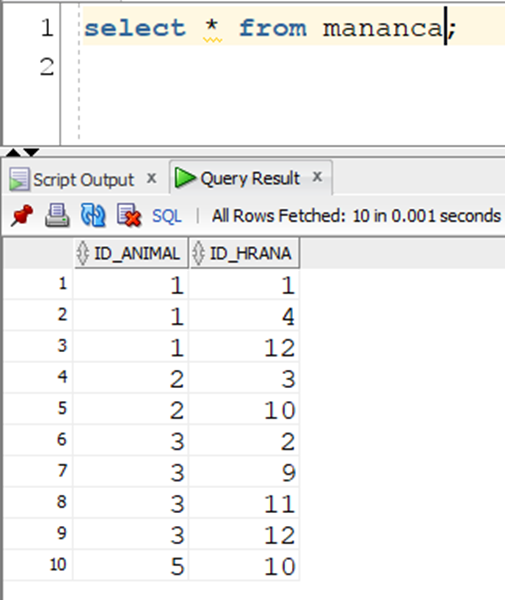 1 select * from mananca;
2
Script Output x Query Result x
SQL | All Rows Fetched: 10 in 0.001 seconds
ID_ANIMAL ID_HRANA
1 1 1
2 1 4
3 1 12
4 2 3
5 2 10
6 3 2
7 3 9
8 3 11
9 3 12
10 5 10